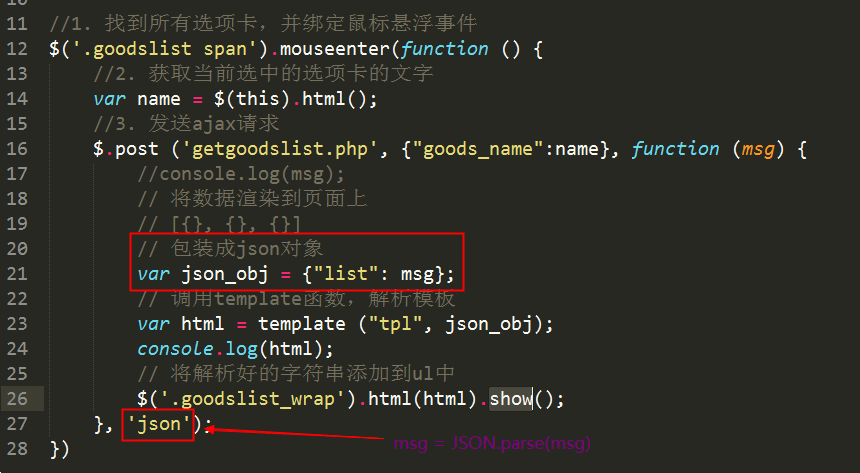 11 //1. 找到所有选项卡，并绑定鼠标悬浮事件
12 $('.goodslist span').mouseenter(function () {
13 //2. 获取当前选中的选项卡的文字
14 var name = $(this).html();
15 //3. 发送ajax请求
16 $.post ('getgoodslist.php', {"goods_name":name}, function (msg) {
17 //console.log(msg);
18 // 将数据渲染到页面上
19 // [{}, {}, {}]
20 // 包装成json对象
21 var json_obj = {"list": msg};
22 // 调用template函数，解析模板
23 var html = template ("tpl", json_obj);
24 console.log(html);
25 // 将解析好的字符串添加到ul中
26 $('.goodslist_wrap').html(html).show();
27 }, 'json');
msg = JSON.parse(msg)
28 })